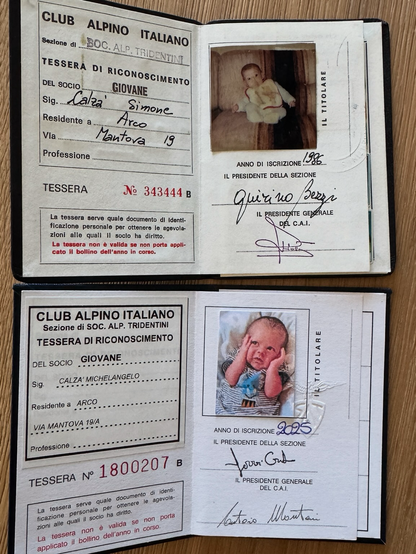 CLUB ALPINO ITALIANO
Sezione di SOC. ALP. TRIDENTINI
TESSERA DI RICONOSCIMENTO
DEL SOCIO GIOVANE
Sig. Calzà Simone
Residente a Arco
Via Mantova 19
Professione
TESSERA No 343444 B
La tessera serve quale documento di identi-
ficazione personale per ottenere le agevola-
zioni alle quali il socio ha diritto.
La tessera non è valida se non porta appli-
cato il bollino dell'anno in corso.
IL TITOLARE
ANNO DI ISCRIZIONE 1986
IL PRESIDENTE DELLA SEZIONE
Quirino Bezzi
IL PRESIDENTE GENERALE
DEL C.A.I.
CLUB ALPINO ITALIANO
Sezione di SOC. ALP. TRIDENTINI
TESSERA DI RICONOSCIMENTO
DEL SOCIO GIOVANE
Sig. CALZA' MICHELANGELO
Residente a ARCO
VIA MANTOVA 19/A
Professione
TESSERA No 1800207 B
La tessera serve quale documento di identi-
ficazione personale per ottenere le agevola-
zioni alle quali il socio ha diritto.
La tessera non è valida se non porta
applicato il bollino dell'anno in corso.
IL TITOLARE
ANNO DI ISCRIZIONE 2025
IL PRESIDENTE DELLA SEZIONE
IL PRESIDENTE GENERALE
DEL C.A.I.